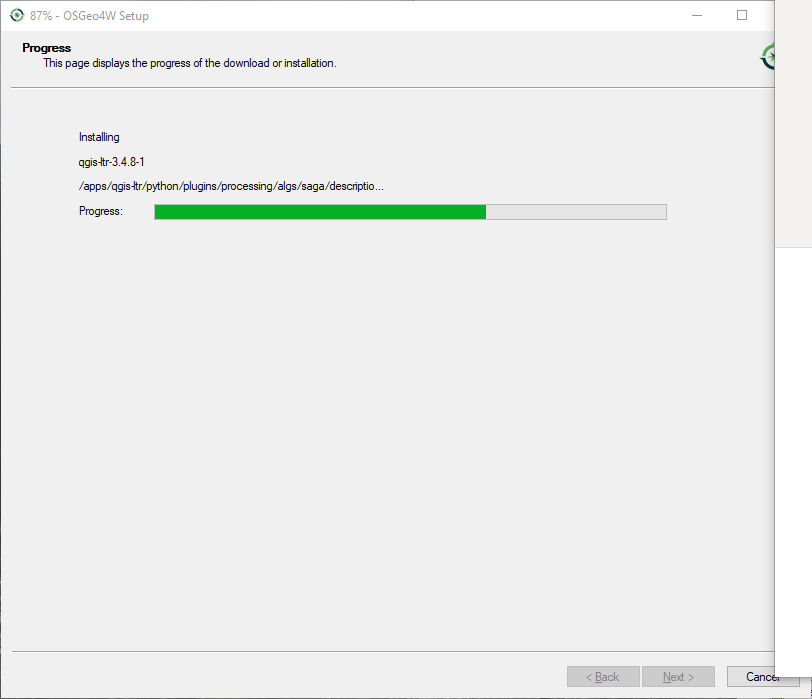 87% - OSGeo4W Setup
Progress
This page displays the progress of the download or installation.
Installing
qgis-ltr-3.4.8-1
/apps/qgis-ltr/python/plugins/processing/algs/saga/descriptio...
Progress:
< Back
Next >
Cancel